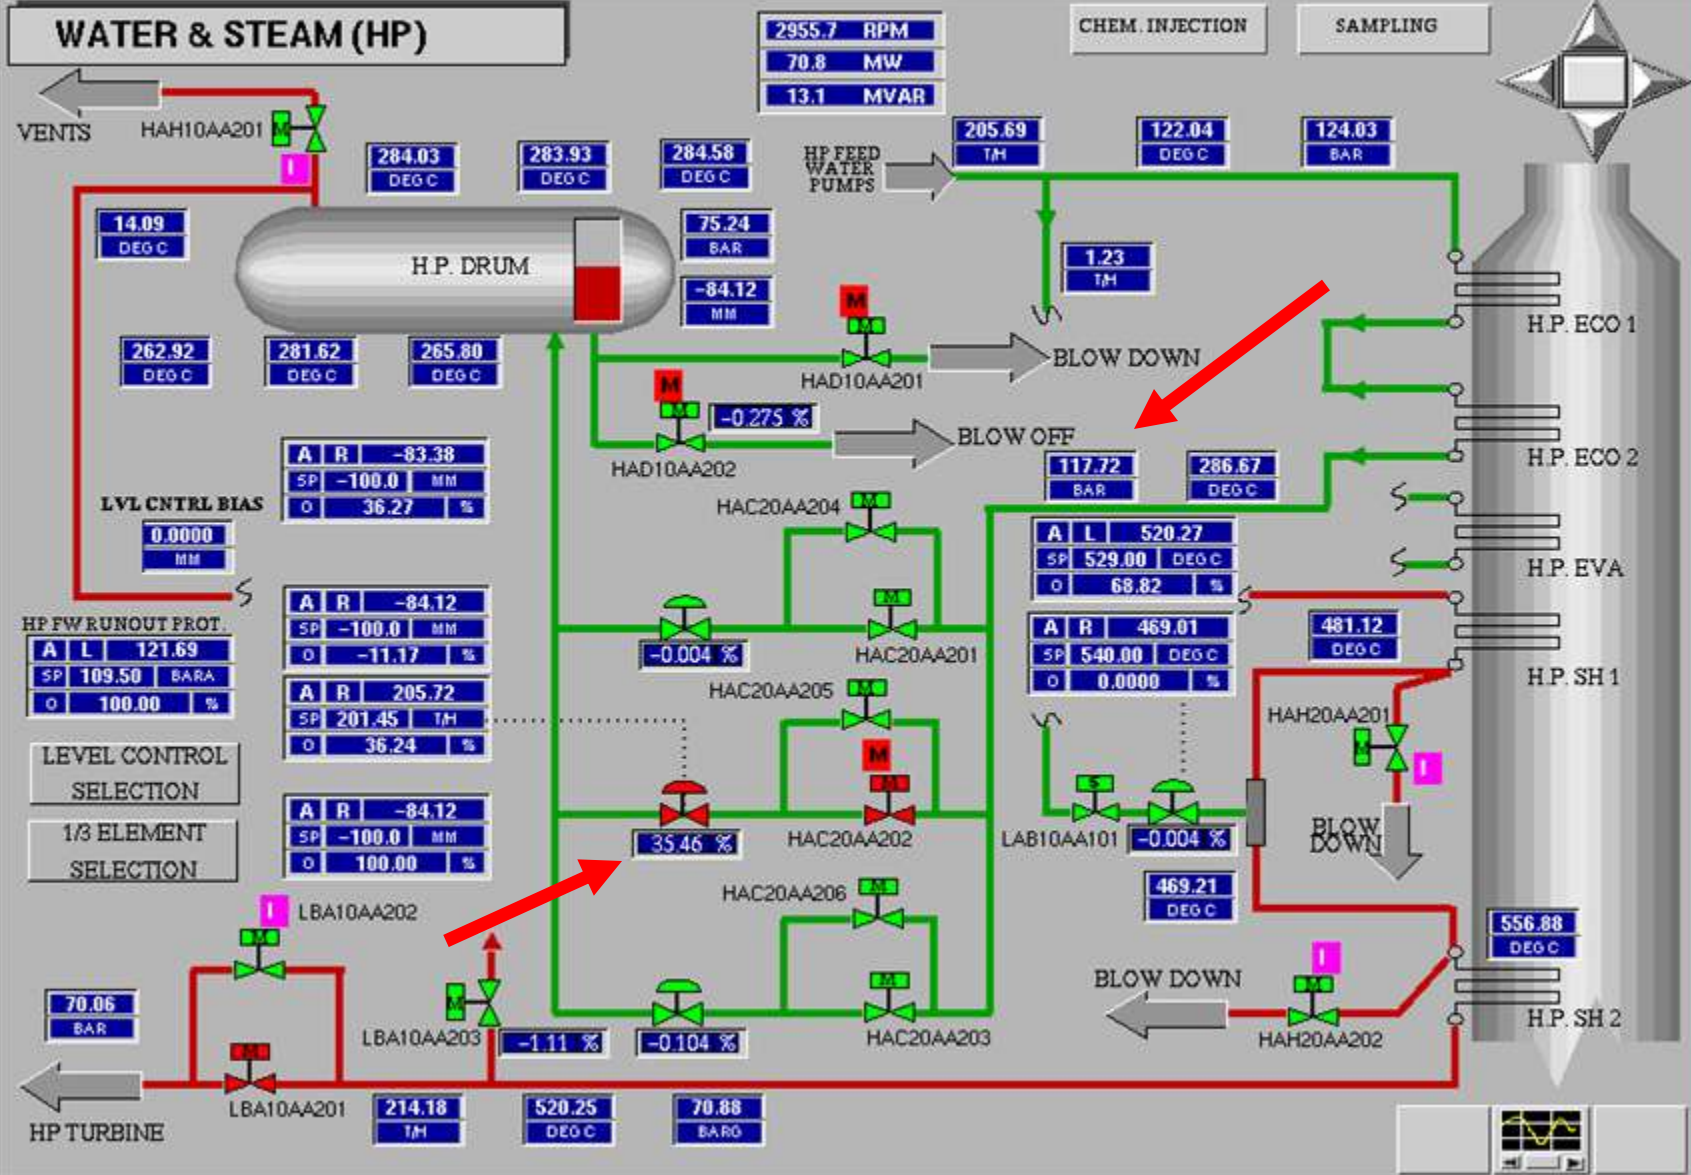 WATER & STEAM (HP)
2955.7 RPM
70.8 MW
13.1 MVAR
CHEM. INJECTION
SAMPLING
VENTS
HAH10AA201
M
I
284.03
DEG C
283.93
DEG C
284.58
DEG C
HP FEED
WATER
PUMPS
205.69
T/H
122.04
DEG C
124.03
BAR
14.09
DEG C
H.P. DRUM
75.24
BAR
-84.12
MM
1.23
T/H
M
M
HAD10AA201
BLOW DOWN
H.P. ECO 1
262.92
DEG C
281.62
DEG C
265.80
DEG C
M
M
-0.275 %
HAD10AA202
BLOW OFF
H.P. ECO 2
A R -83.38
SP -100.0 MM
O 36.27 %
LVL CNTRL BIAS
0.0000
MM
117.72
BAR
286.67
DEG C
HAC20AA204
M
A L 520.27
SP 529.00 DEG C
O 68.82 %
H.P. EVA
A R -84.12
SP -100.0 MM
O -11.17 %
HP FW RUNOUT PROT.
A L 121.69
SP 109.50 BARA
O 100.00 %
-0.004 %
M
HAC20AA201
A R 469.01
SP 540.00 DEG C
O 0.0000 %
481.12
DEG C
H.P. SH 1
A R 205.72
SP 201.45 T/H
O 36.24 %
HAC20AA205
M
M
M
HAH20AA201
M
I
LEVEL CONTROL
SELECTION
1/3 ELEMENT
SELECTION
A R -84.12
SP -100.0 MM
O 100.00 %
35.46 %
HAC20AA202
S
LAB10AA101
-0.004 %
BLOW
DOWN
469.21
DEG C
HAC20AA206
M
I
LBA10AA202
M
556.88
DEG C
70.06
BAR
M
LBA10AA203
-1.11 %
-0.104 %
M
HAC20AA203
BLOW DOWN
I
M
HAH20AA202
H.P. SH 2
M
LBA10AA201
HP TURBINE
214.18
T/H
520.25
DEG C
70.88
BARG